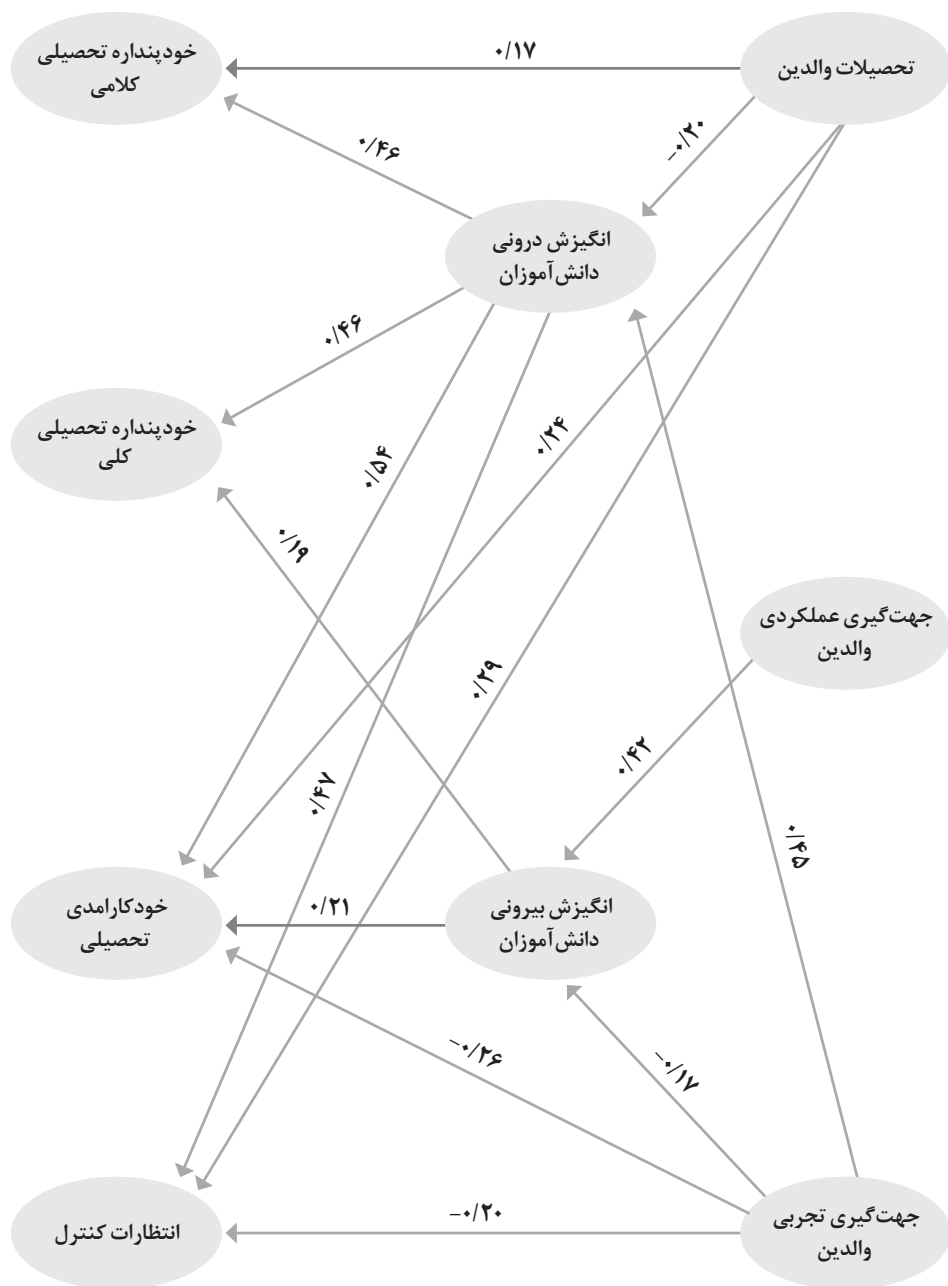 تحصیلات والدین
۰/۱۷
خودپنداره تحصیلی
کلامی
–۰/۲۰
۰/۴۶
انگیزش درونی
دانش‌آموزان
۰/۴۶
خودپنداره تحصیلی
کلی
۰/۲۴
۰/۵۴
۰/۱۹
جهت‌گیری عملکردی
والدین
۰/۲۹
۰/۴۲
۰/۴۷
۰/۴۵
انگیزش بیرونی
دانش‌آموزان
۰/۲۱
خودکارامدی
تحصیلی
–۰/۲۶
–۰/۱۷
جهت‌گیری تجربی
والدین
–۰/۲۰
انتظارات کنترل